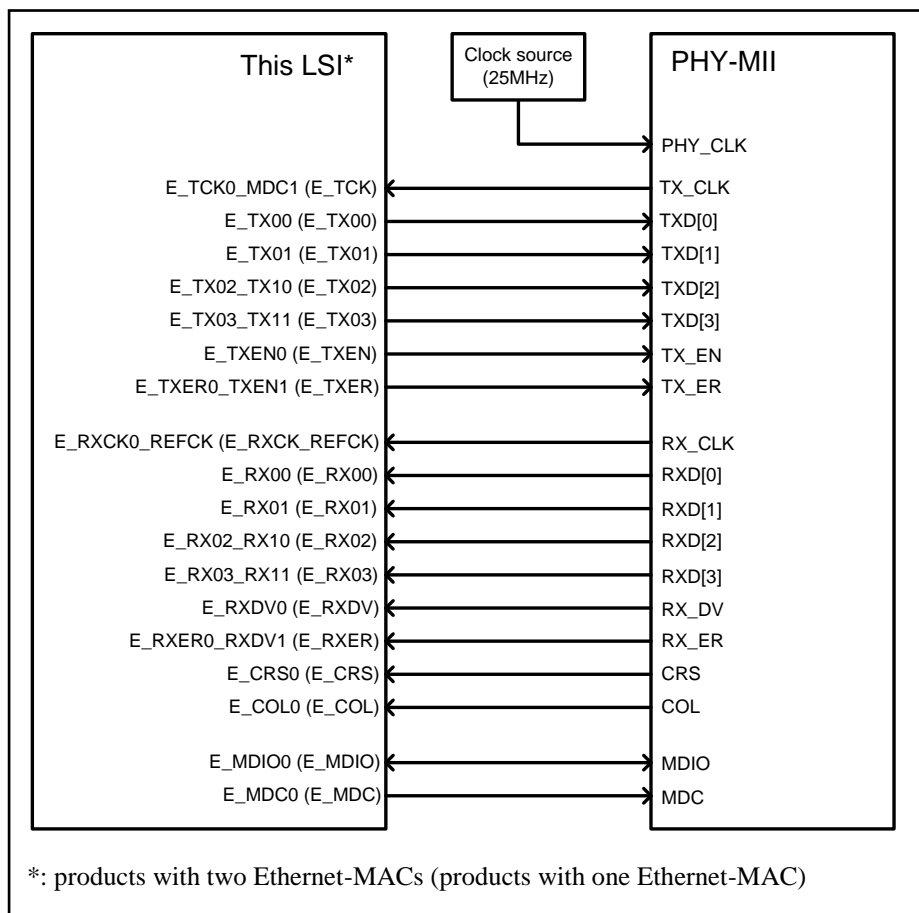 This LSI*
Clock source
(25MHz)
PHY-MII
PHY_CLK
E_TCK0_MDC1 (E_TCK)
TX_CLK
E_TX00 (E_TX00)
TXD[0]
E_TX01 (E_TX01)
TXD[1]
E_TX02_TX10 (E_TX02)
TXD[2]
E_TX03_TX11 (E_TX03)
TXD[3]
E_TXEN0 (E_TXEN)
TX_EN
E_TXER0_TXEN1 (E_TXER)
TX_ER
E_RXCK0_REFCK (E_RXCK_REFCK)
RX_CLK
E_RX00 (E_RX00)
RXD[0]
E_RX01 (E_RX01)
RXD[1]
E_RX02_RX10 (E_RX02)
RXD[2]
E_RX03_RX11 (E_RX03)
RXD[3]
E_RXDV0 (E_RXDV)
RX_DV
E_RXER0_RXDV1 (E_RXER)
RX_ER
E_CRS0 (E_CRS)
CRS
E_COL0 (E_COL)
COL
E_MDIO0 (E_MDIO)
MDIO
E_MDC0 (E_MDC)
MDC
*: products with two Ethernet-MACs (products with one Ethernet-MAC)